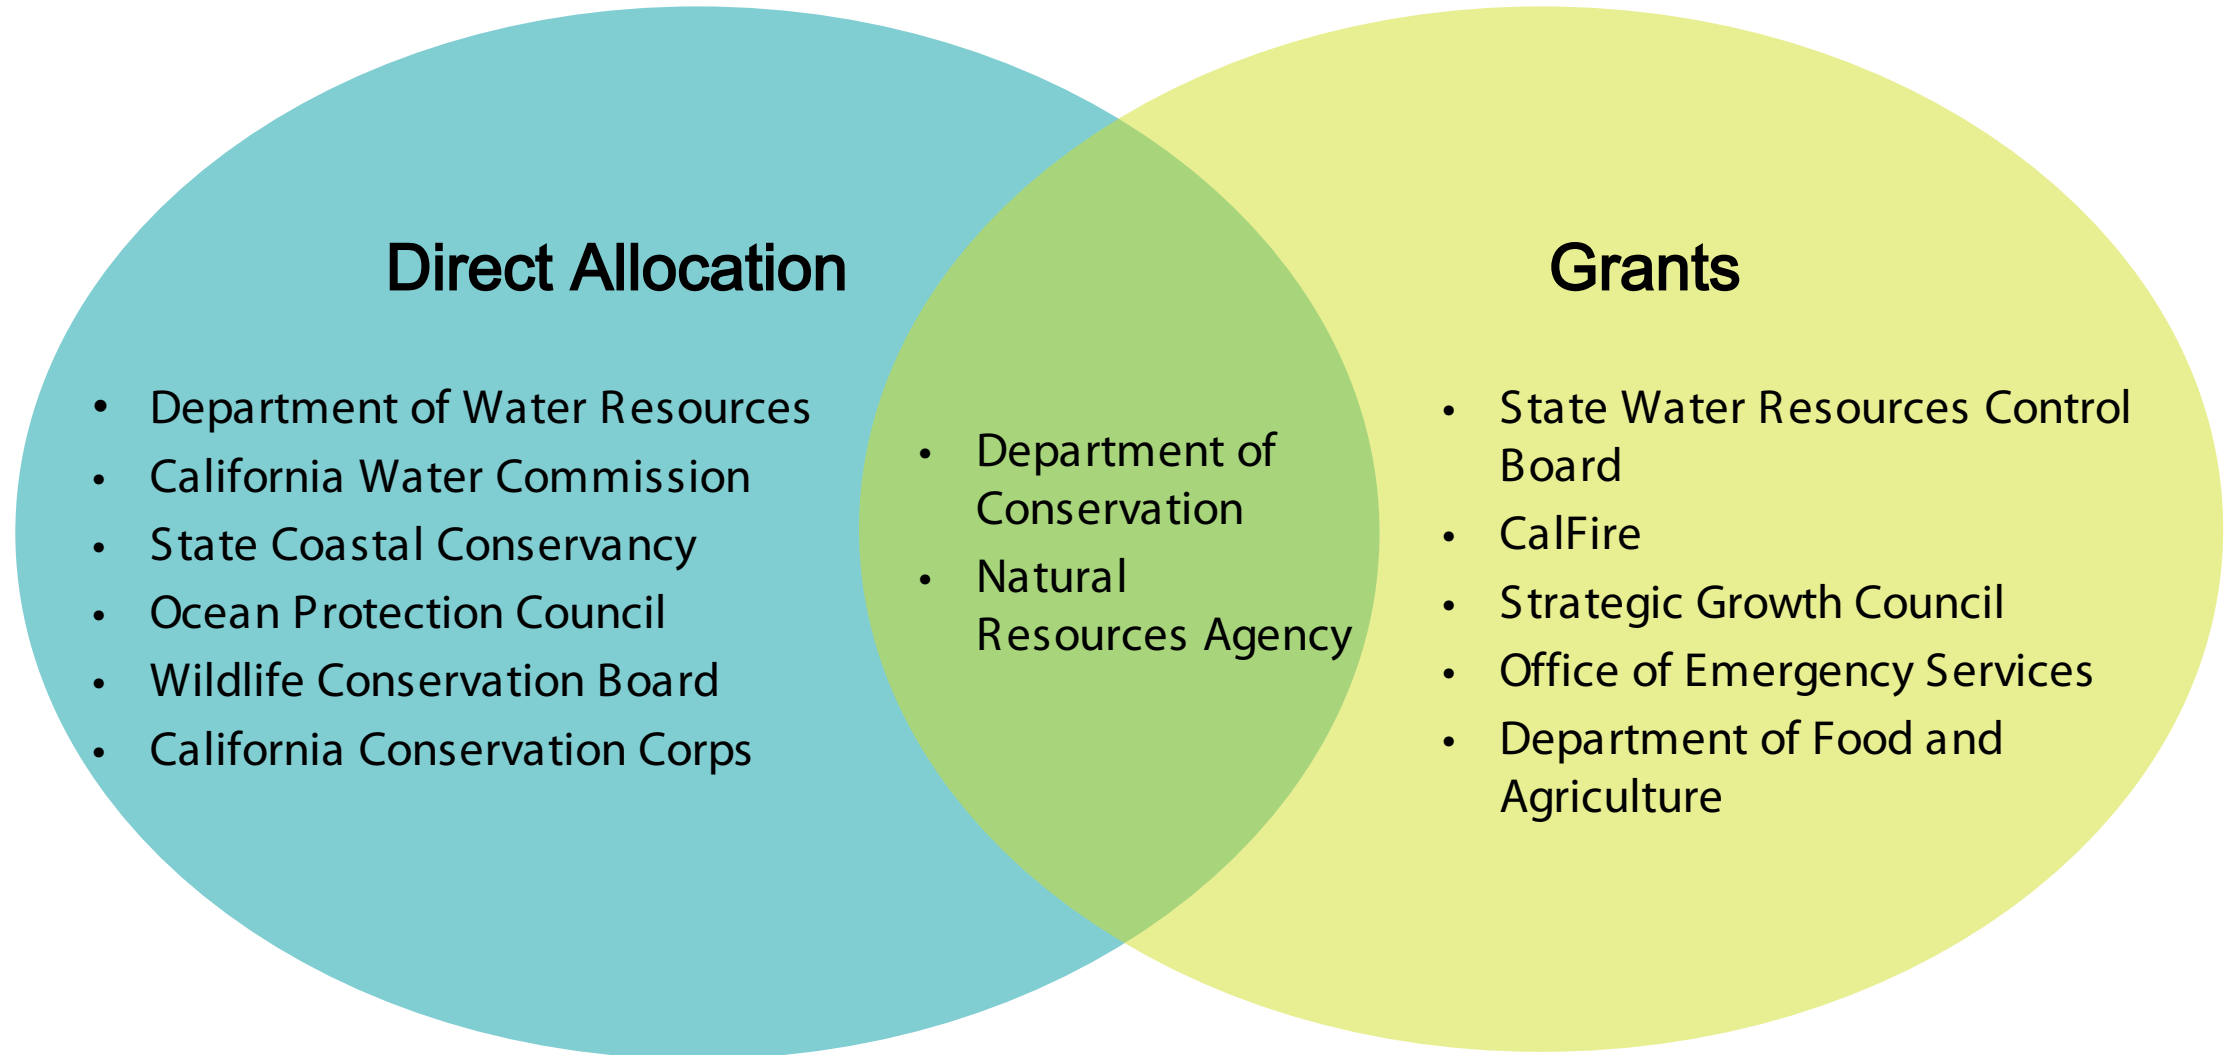 Direct Allocation
• Department of Water Resources
• California Water Commission
• State Coastal Conservancy
• Ocean Protection Council
• Wildlife Conservation Board
• California Conservation Corps
• Department of
Conservation
• Natural
Resources Agency
Grants
• State Water Resources Control
Board
• CalFire
• Strategic Growth Council
• Office of Emergency Services
• Department of Food and
Agriculture